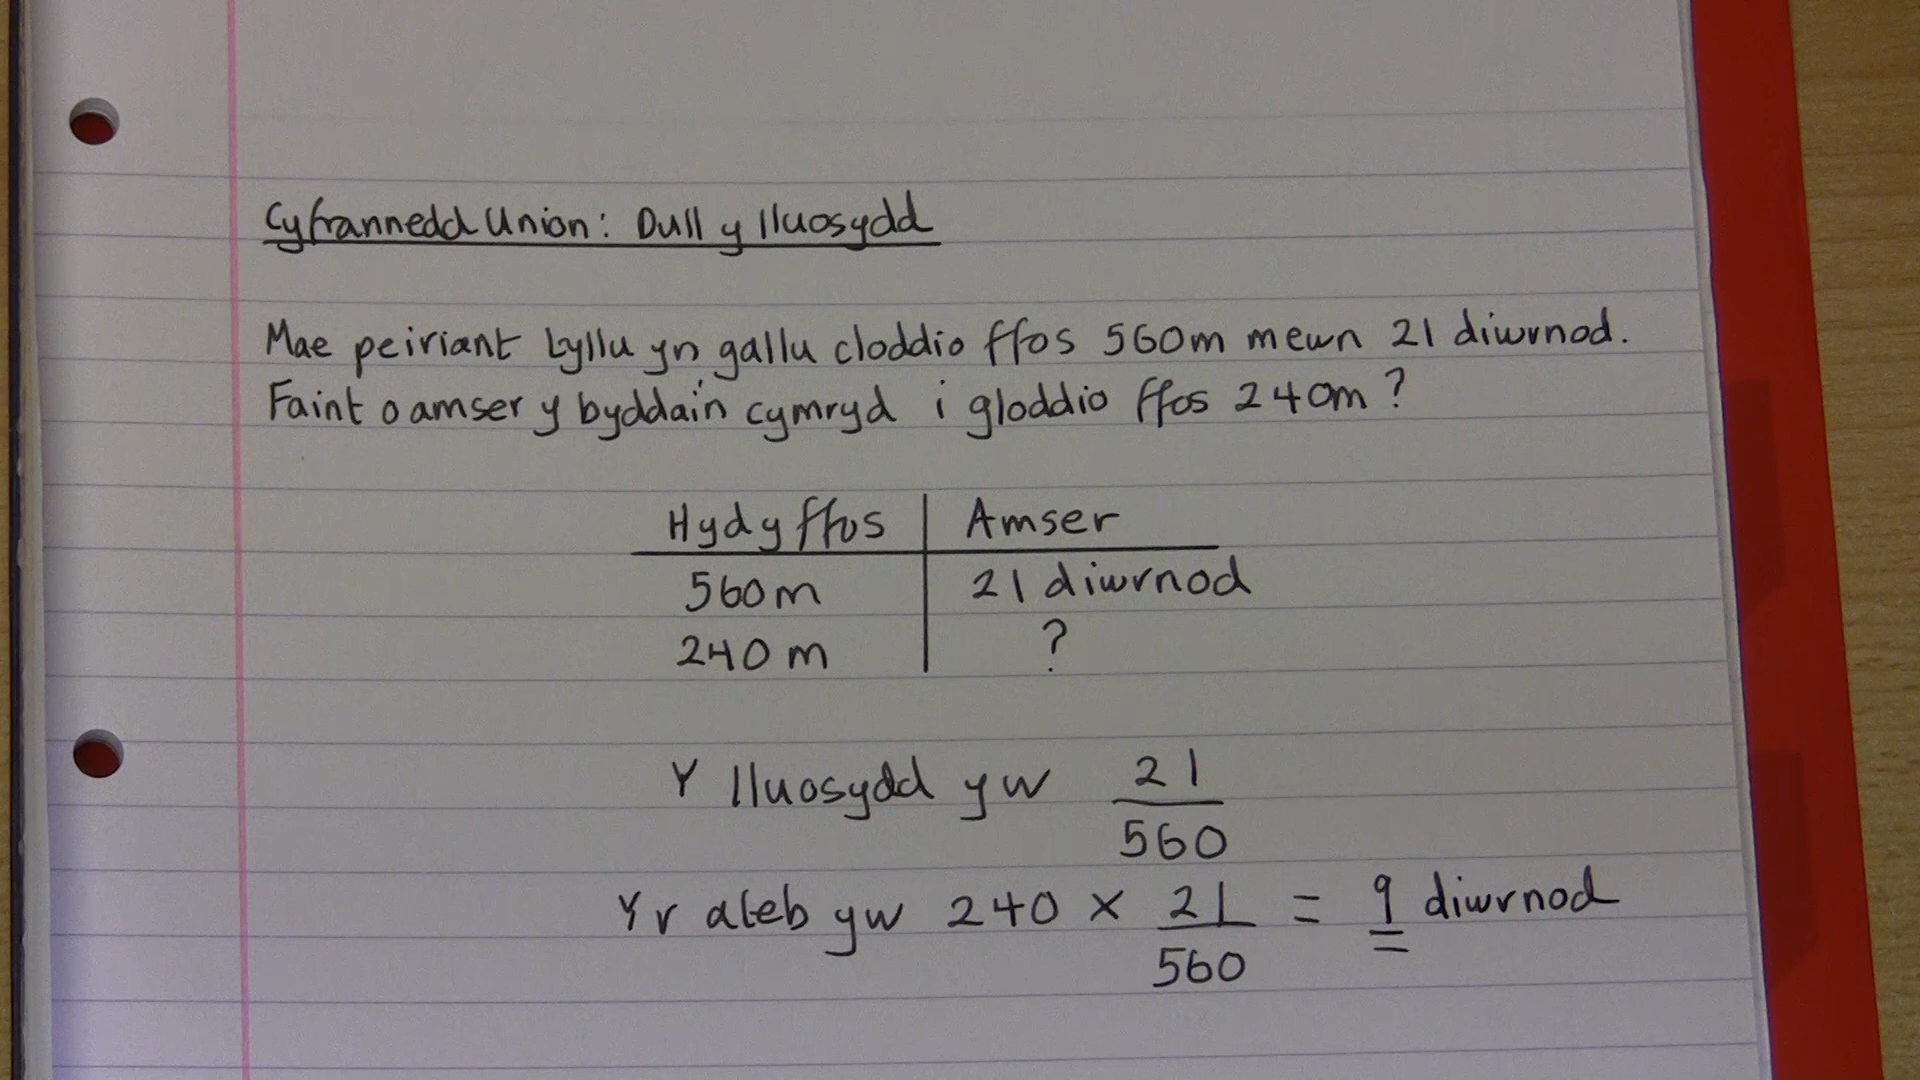 Cyfrannedd Union: Dull y lluosydd
Mae peiriant tyllu yn gallu cloddio ffos 560m mewn 21 diwrnod.
Faint o amser y byddai'n cymryd i gloddio ffos 240m?
Hyd y ffos Amser
560m 21 diwrnod
240m ?
Y lluosydd yw 21/560
Yr ateb yw 240 × 21/560 = 9 diwrnod